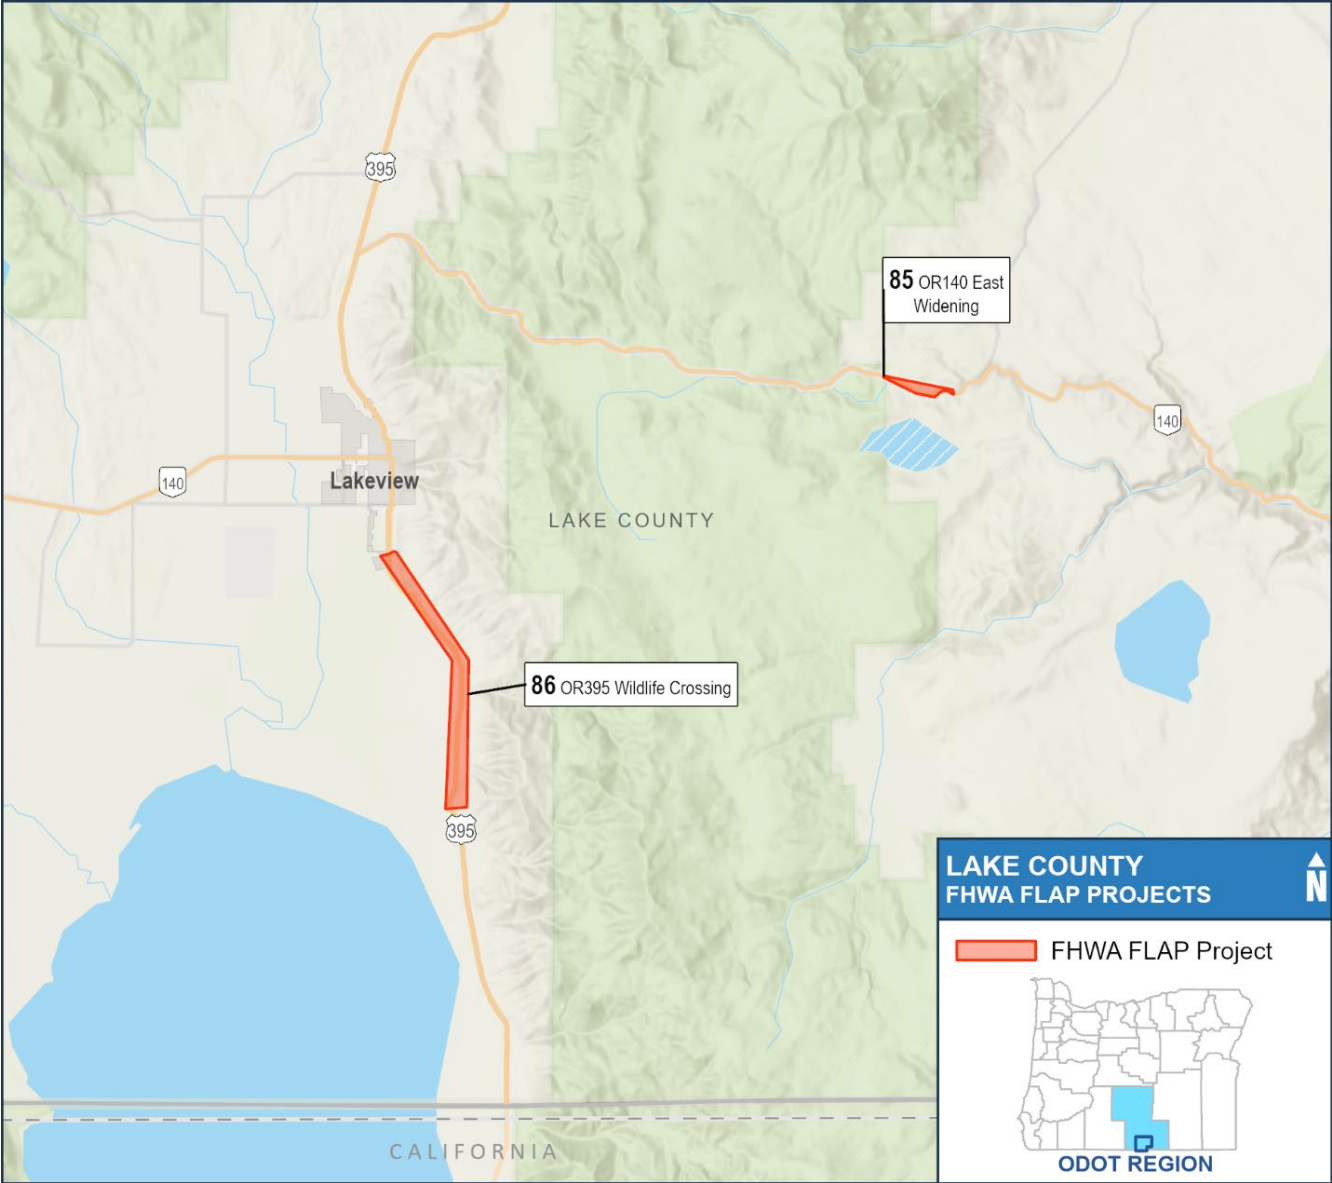 395
85 OR140 East
Widening
140
140
Lakeview
LAKE COUNTY
86 OR395 Wildlife Crossing
395
LAKE COUNTY
FHWA FLAP PROJECTS
N
FHWA FLAP Project
ODOT REGION
CALIFORNIA